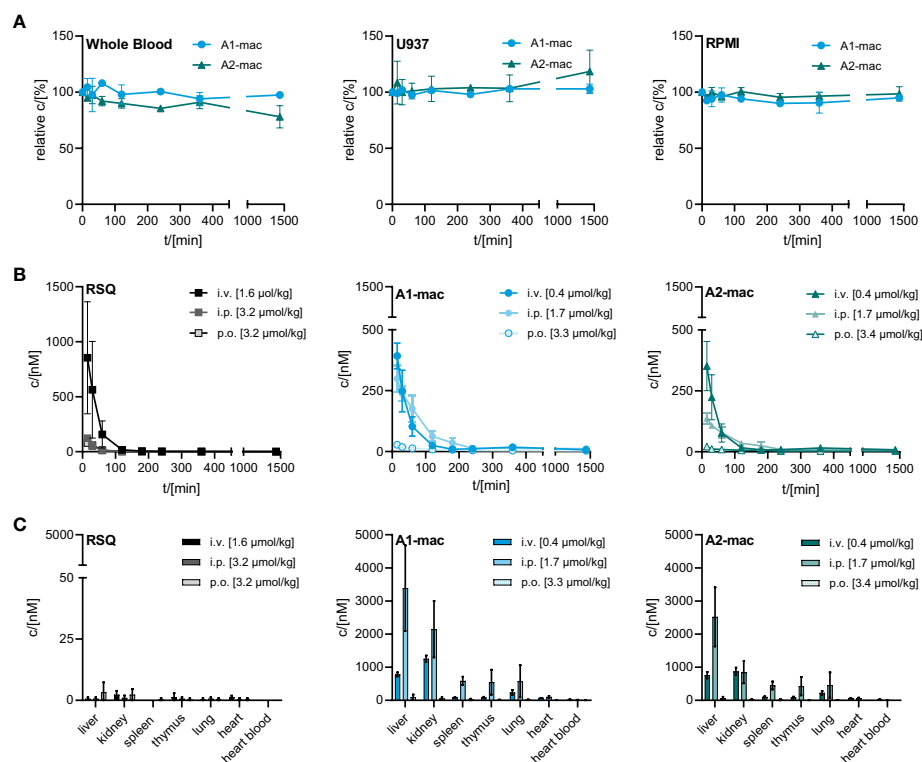 A
Whole Blood
A1-mac
A2-mac
relative c/[%]
150
100
50
0
0 100 200 300 400 1000 1500
t/[min]
U937
A1-mac
A2-mac
relative c/[%]
150
100
50
0
0 100 200 300 400 1000 1500
t/[min]
RPMI
A1-mac
A2-mac
relative c/[%]
150
100
50
0
0 100 200 300 400 1000 1500
t/[min]
B
RSQ
i.v. [1.6 µol/kg]
i.p. [3.2 µmol/kg]
p.o. [3.2 µmol/kg]
c/[nM]
1500
1000
500
0
0 100 200 300 400 1000 1500
t/[min]
A1-mac
i.v. [0.4 µmol/kg]
i.p. [1.7 µmol/kg]
p.o. [3.3 µmol/kg]
c/[nM]
1500
500
250
0
0 100 200 300 400 1000 1500
t/[min]
A2-mac
i.v. [0.4 µmol/kg]
i.p. [1.7 µmol/kg]
p.o. [3.4 µmol/kg]
c/[nM]
1500
500
250
0
0 100 200 300 400 1000 1500
t/[min]
C
RSQ
i.v. [1.6 µmol/kg]
i.p. [3.2 µmol/kg]
p.o. [3.2 µmol/kg]
c/[nM]
5000
50
25
0
liver kidney spleen thymus lung heart heart blood
A1-mac
i.v. [0.4 µmol/kg]
i.p. [1.7 µmol/kg]
p.o. [3.3 µmol/kg]
c/[nM]
5000
4000
3000
2000
1000
0
liver kidney spleen thymus lung heart heart blood
A2-mac
i.v. [0.4 µmol/kg]
i.p. [1.7 µmol/kg]
p.o. [3.4 µmol/kg]
c/[nM]
5000
4000
3000
2000
1000
0
liver kidney spleen thymus lung heart heart blood